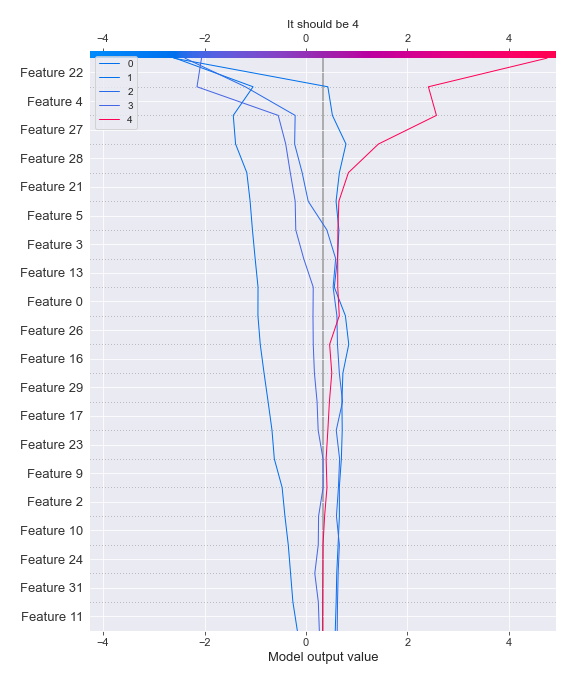 It should be 4
−4 −2 0 2 4
0
1
2
3
4
Feature 22
Feature 4
Feature 27
Feature 28
Feature 21
Feature 5
Feature 3
Feature 13
Feature 0
Feature 26
Feature 16
Feature 29
Feature 17
Feature 23
Feature 9
Feature 2
Feature 10
Feature 24
Feature 31
Feature 11
−4 −2 0 2 4
Model output value